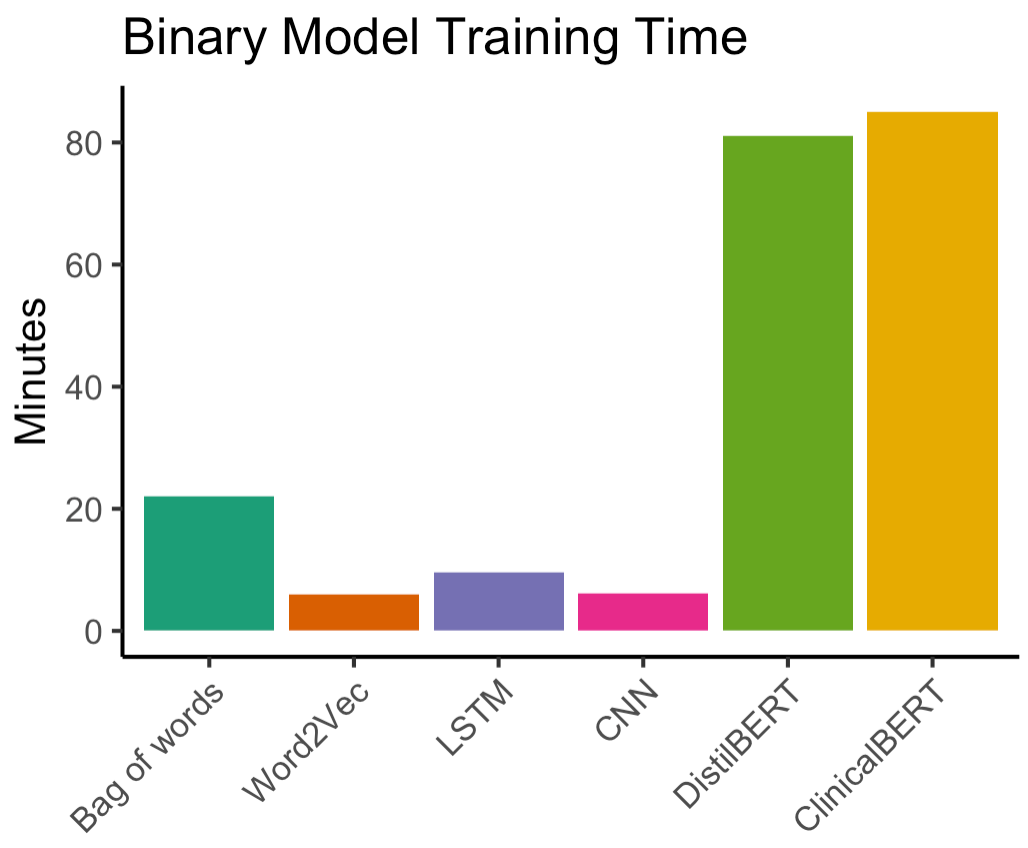 Binary Model Training Time
Minutes
80
60
40
20
0
Bag of words
Word2Vec
LSTM
CNN
DistilBERT
ClinicalBERT